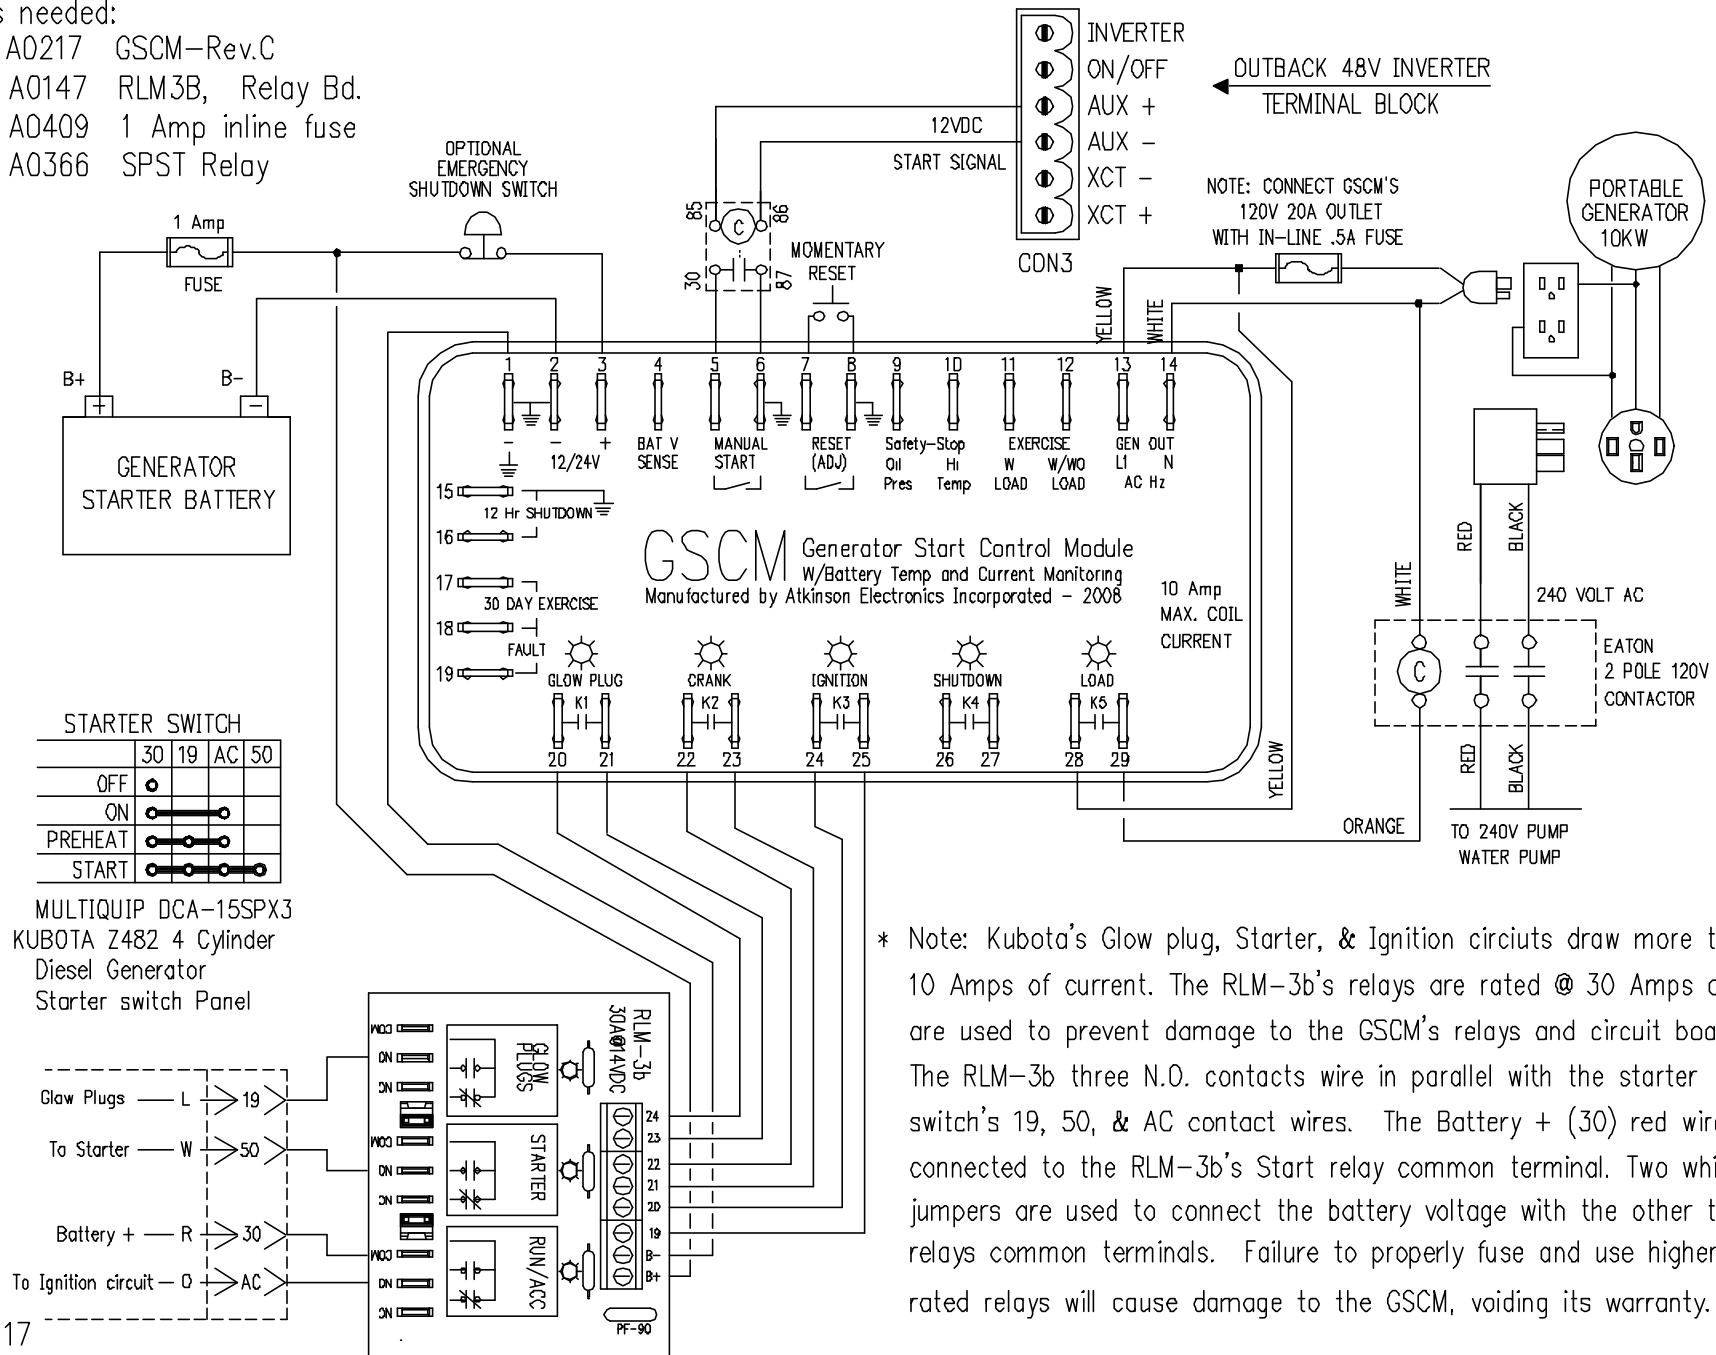 s needed:
A0217 GSCM-Rev.C
A0147 RLM3B, Relay Bd.
A0409 1 Amp inline fuse
A0366 SPST Relay
OPTIONAL
EMERGENCY
SHUTDOWN SWITCH
1 Amp
FUSE
B+
B-
+
-
GENERATOR
STARTER BATTERY
INVERTER
ON/OFF
AUX +
AUX -
XCT -
XCT +
CON3
OUTBACK 48V INVERTER
TERMINAL BLOCK
12VDC
START SIGNAL
85
86
C
30
87
MOMENTARY
RESET
NOTE: CONNECT GSCM'S
120V 20A OUTLET
WITH IN-LINE .5A FUSE
YELLOW
WHITE
PORTABLE
GENERATOR
10KW
1 2 3 4 5 6 7 8 9 10 11 12 13 14
- - +
12/24V
BAT V
SENSE
MANUAL
START
RESET
(ADJ)
Safety-Stop
Oil Hi
Pres Temp
EXERCISE
W W/WO
LOAD LOAD
GEN OUT
L1 N
AC Hz
15
12 Hr SHUTDOWN
16
17
30 DAY EXERCISE
18
FAULT
19
GSCM
Generator Start Control Module
W/Battery Temp and Current Monitoring
Manufactured by Atkinson Electronics Incorporated - 2008
10 Amp
MAX. COIL
CURRENT
GLOW PLUG
K1
CRANK
K2
IGNITION
K3
SHUTDOWN
K4
LOAD
K5
20 21 22 23 24 25 26 27 28 29
YELLOW
ORANGE
WHITE
RED
BLACK
240 VOLT AC
C
EATON
2 POLE 120V
CONTACTOR
RED
BLACK
TO 240V PUMP
WATER PUMP
STARTER SWITCH
30 19 AC 50
OFF
ON
PREHEAT
START
MULTIQUIP DCA-15SPX3
KUBOTA Z482 4 Cylinder
Diesel Generator
Starter switch Panel
Glow Plugs L 19
To Starter W 50
Battery + R 30
To Ignition circuit Q AC
COM
NO
NC
COM
NO
NC
COM
NO
NC
GLOW
PLUGS
STARTER
RUN/ACC
RLM-3b
30A@14VDC
24
23
22
21
20
19
B-
B+
PF-90
17
* Note: Kubota's Glow plug, Starter, & Ignition circiuts draw more t
10 Amps of current. The RLM-3b's relays are rated @ 30 Amps a
are used to prevent damage to the GSCM's relays and circuit boa
The RLM-3b three N.O. contacts wire in parallel with the starter
switch's 19, 50, & AC contact wires. The Battery + (30) red wire
connected to the RLM-3b's Start relay common terminal. Two whi
jumpers are used to connect the battery voltage with the other t
relays common terminals. Failure to properly fuse and use higher
rated relays will cause damage to the GSCM, voiding its warranty.